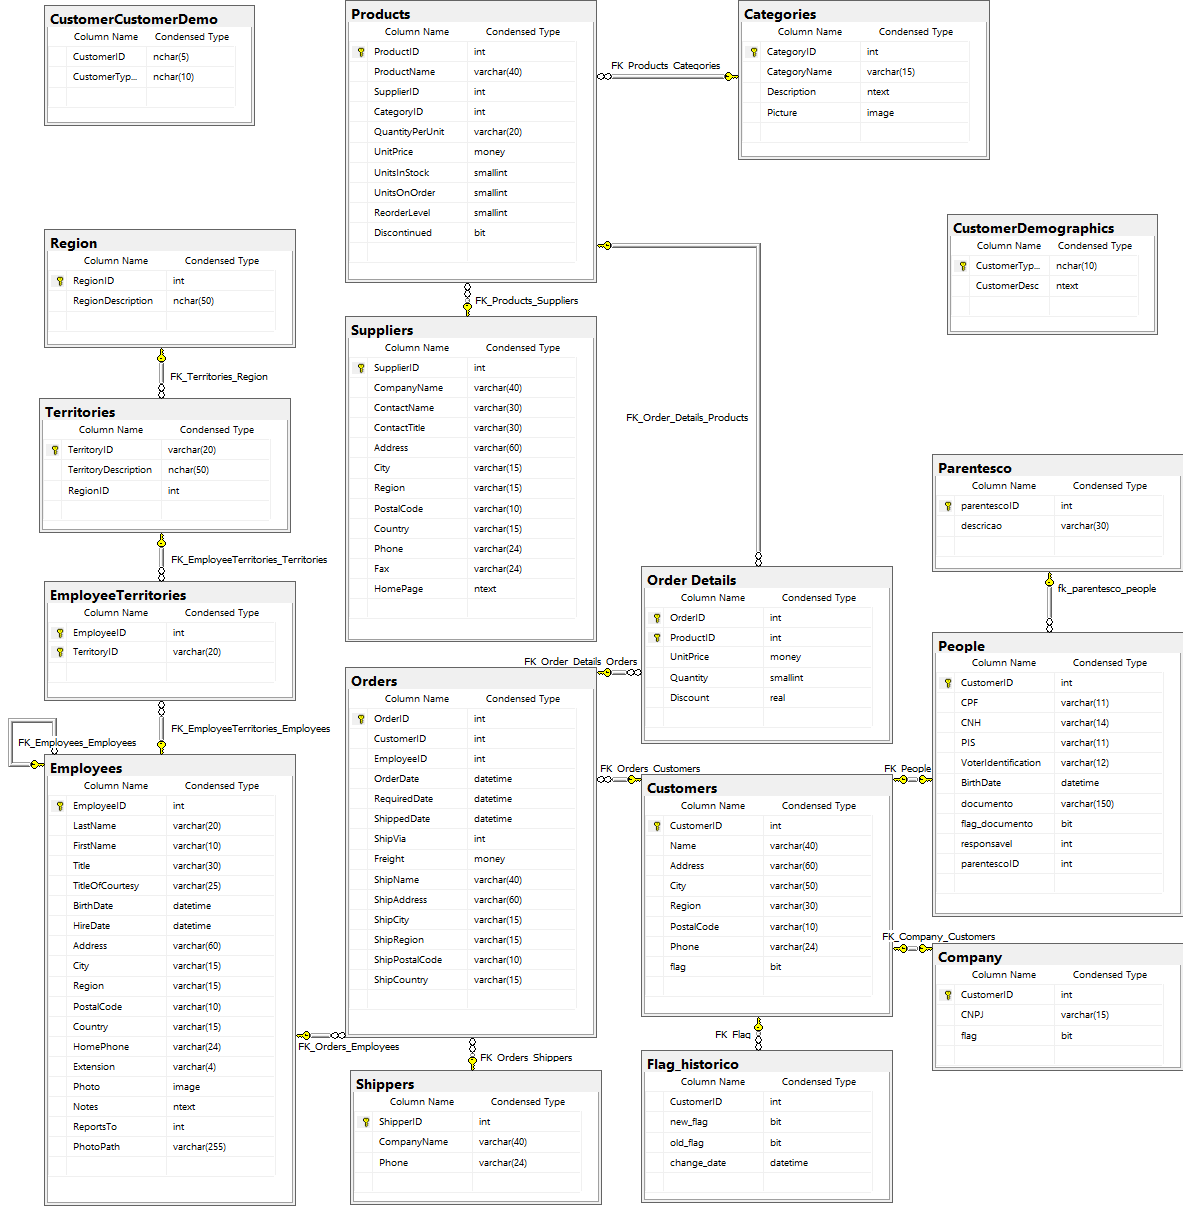 CustomerCustomerDemo
Column Name Condensed Type
CustomerID nchar(5)
CustomerTyp... nchar(10)
Products
Column Name Condensed Type
ProductID int
ProductName varchar(40)
SupplierID int
CategoryID int
QuantityPerUnit varchar(20)
UnitPrice money
UnitsInStock smallint
UnitsOnOrder smallint
ReorderLevel smallint
Discontinued bit
FK_Products_Categories
Categories
Column Name Condensed Type
CategoryID int
CategoryName varchar(15)
Description ntext
Picture image
CustomerDemographics
Column Name Condensed Type
CustomerTyp... nchar(10)
CustomerDesc ntext
Region
Column Name Condensed Type
RegionID int
RegionDescription nchar(50)
FK_Territories_Region
Territories
Column Name Condensed Type
TerritoryID varchar(20)
TerritoryDescription nchar(50)
RegionID int
FK_EmployeeTerritories_Territories
EmployeeTerritories
Column Name Condensed Type
EmployeeID int
TerritoryID varchar(20)
FK_EmployeeTerritories_Employees
FK_Employees_Employees
Employees
Column Name Condensed Type
EmployeeID int
LastName varchar(20)
FirstName varchar(10)
Title varchar(30)
TitleOfCourtesy varchar(25)
BirthDate datetime
HireDate datetime
Address varchar(60)
City varchar(15)
Region varchar(15)
PostalCode varchar(10)
Country varchar(15)
HomePhone varchar(24)
Extension varchar(4)
Photo image
Notes ntext
ReportsTo int
PhotoPath varchar(255)
FK_Products_Suppliers
Suppliers
Column Name Condensed Type
SupplierID int
CompanyName varchar(40)
ContactName varchar(30)
ContactTitle varchar(30)
Address varchar(60)
City varchar(15)
Region varchar(15)
PostalCode varchar(10)
Country varchar(15)
Phone varchar(24)
Fax varchar(24)
HomePage ntext
FK_Order_Details_Products
Order Details
Column Name Condensed Type
OrderID int
ProductID int
UnitPrice money
Quantity smallint
Discount real
FK_Order_Details_Orders
Orders
Column Name Condensed Type
OrderID int
CustomerID int
EmployeeID int
OrderDate datetime
RequiredDate datetime
ShippedDate datetime
ShipVia int
Freight money
ShipName varchar(40)
ShipAddress varchar(60)
ShipCity varchar(15)
ShipRegion varchar(15)
ShipPostalCode varchar(10)
ShipCountry varchar(15)
FK_Orders_Employees
FK_Orders_Shippers
Shippers
Column Name Condensed Type
ShipperID int
CompanyName varchar(40)
Phone varchar(24)
FK_Orders_Customers
Customers
Column Name Condensed Type
CustomerID int
Name varchar(40)
Address varchar(60)
City varchar(50)
Region varchar(30)
PostalCode varchar(10)
Phone varchar(24)
flag bit
FK_Flag
Flag_historico
Column Name Condensed Type
CustomerID int
new_flag bit
old_flag bit
change_date datetime
Parentesco
Column Name Condensed Type
parentescoID int
descricao varchar(30)
fk_parentesco_people
People
Column Name Condensed Type
CustomerID int
CPF varchar(11)
CNH varchar(14)
PIS varchar(11)
VoterIdentification varchar(12)
BirthDate datetime
documento varchar(150)
flag_documento bit
responsavel int
parentescoID int
FK_People
FK_Company_Customers
Company
Column Name Condensed Type
CustomerID int
CNPJ varchar(15)
flag bit